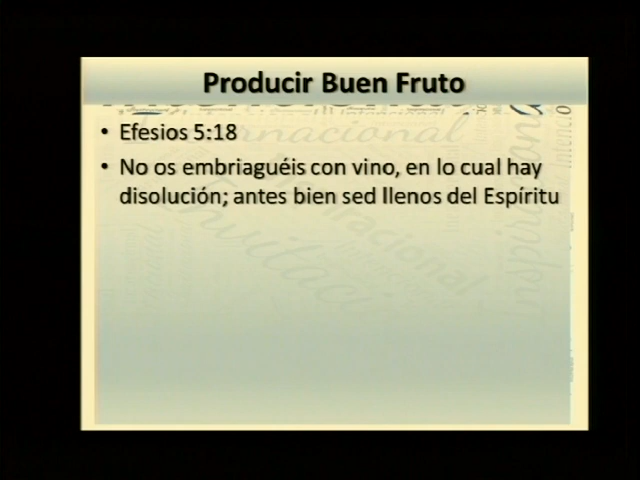 Producir Buen Fruto
• Efesios 5:18
• No os embriaguéis con vino, en lo cual hay
disolución; antes bien sed llenos del Espíritu